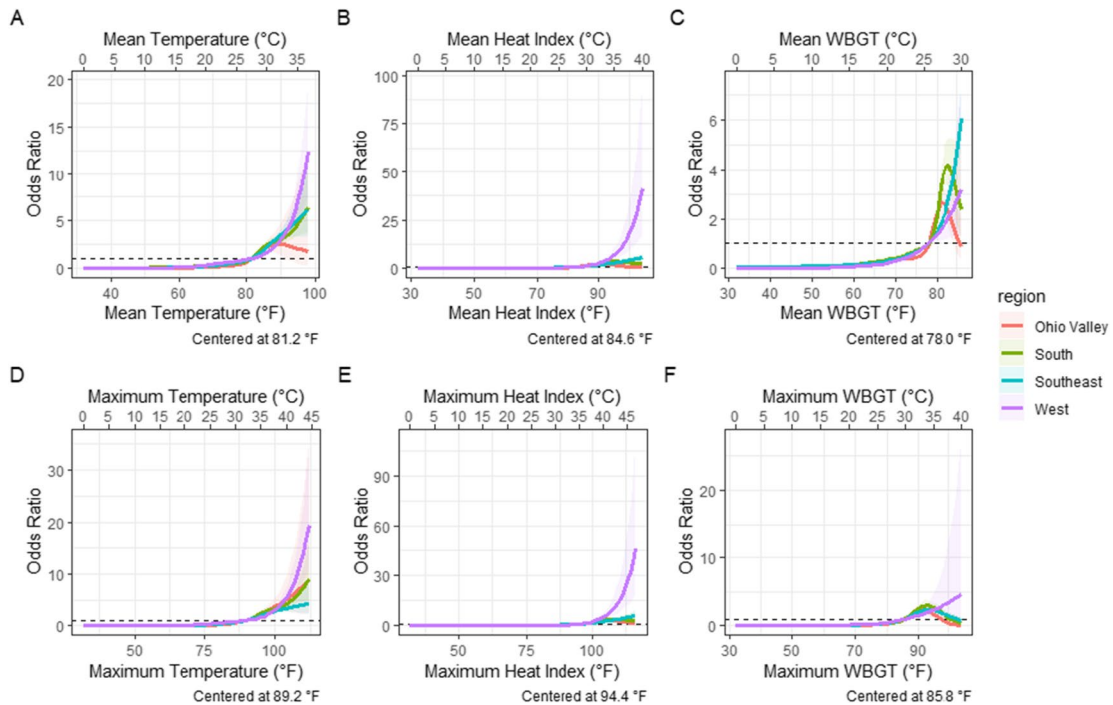 A
Mean Temperature (°C)
0 5 10 15 20 25 30 35
20
15
10
5
0
Odds Ratio
40 60 80 100
Mean Temperature (°F)
Centered at 81.2 °F
B
Mean Heat Index (°C)
0 5 10 15 20 25 30 35 40
100
75
50
25
0
Odds Ratio
30 50 70 90
Mean Heat Index (°F)
Centered at 84.6 °F
C
Mean WBGT (°C)
0 5 10 15 20 25 30
6
4
2
0
Odds Ratio
30 40 50 60 70 80
Mean WBGT (°F)
Centered at 78.0 °F
region
Ohio Valley
South
Southeast
West
D
Maximum Temperature (°C)
0 5 10 15 20 25 30 35 40 45
30
20
10
0
Odds Ratio
50 75 100
Maximum Temperature (°F)
Centered at 89.2 °F
E
Maximum Heat Index (°C)
0 5 10 15 20 25 30 35 40 45
90
60
30
0
Odds Ratio
50 75 100
Maximum Heat Index (°F)
Centered at 94.4 °F
F
Maximum WBGT (°C)
0 5 10 15 20 25 30 35 40
20
10
0
Odds Ratio
30 50 70 90
Maximum WBGT (°F)
Centered at 85.8 °F